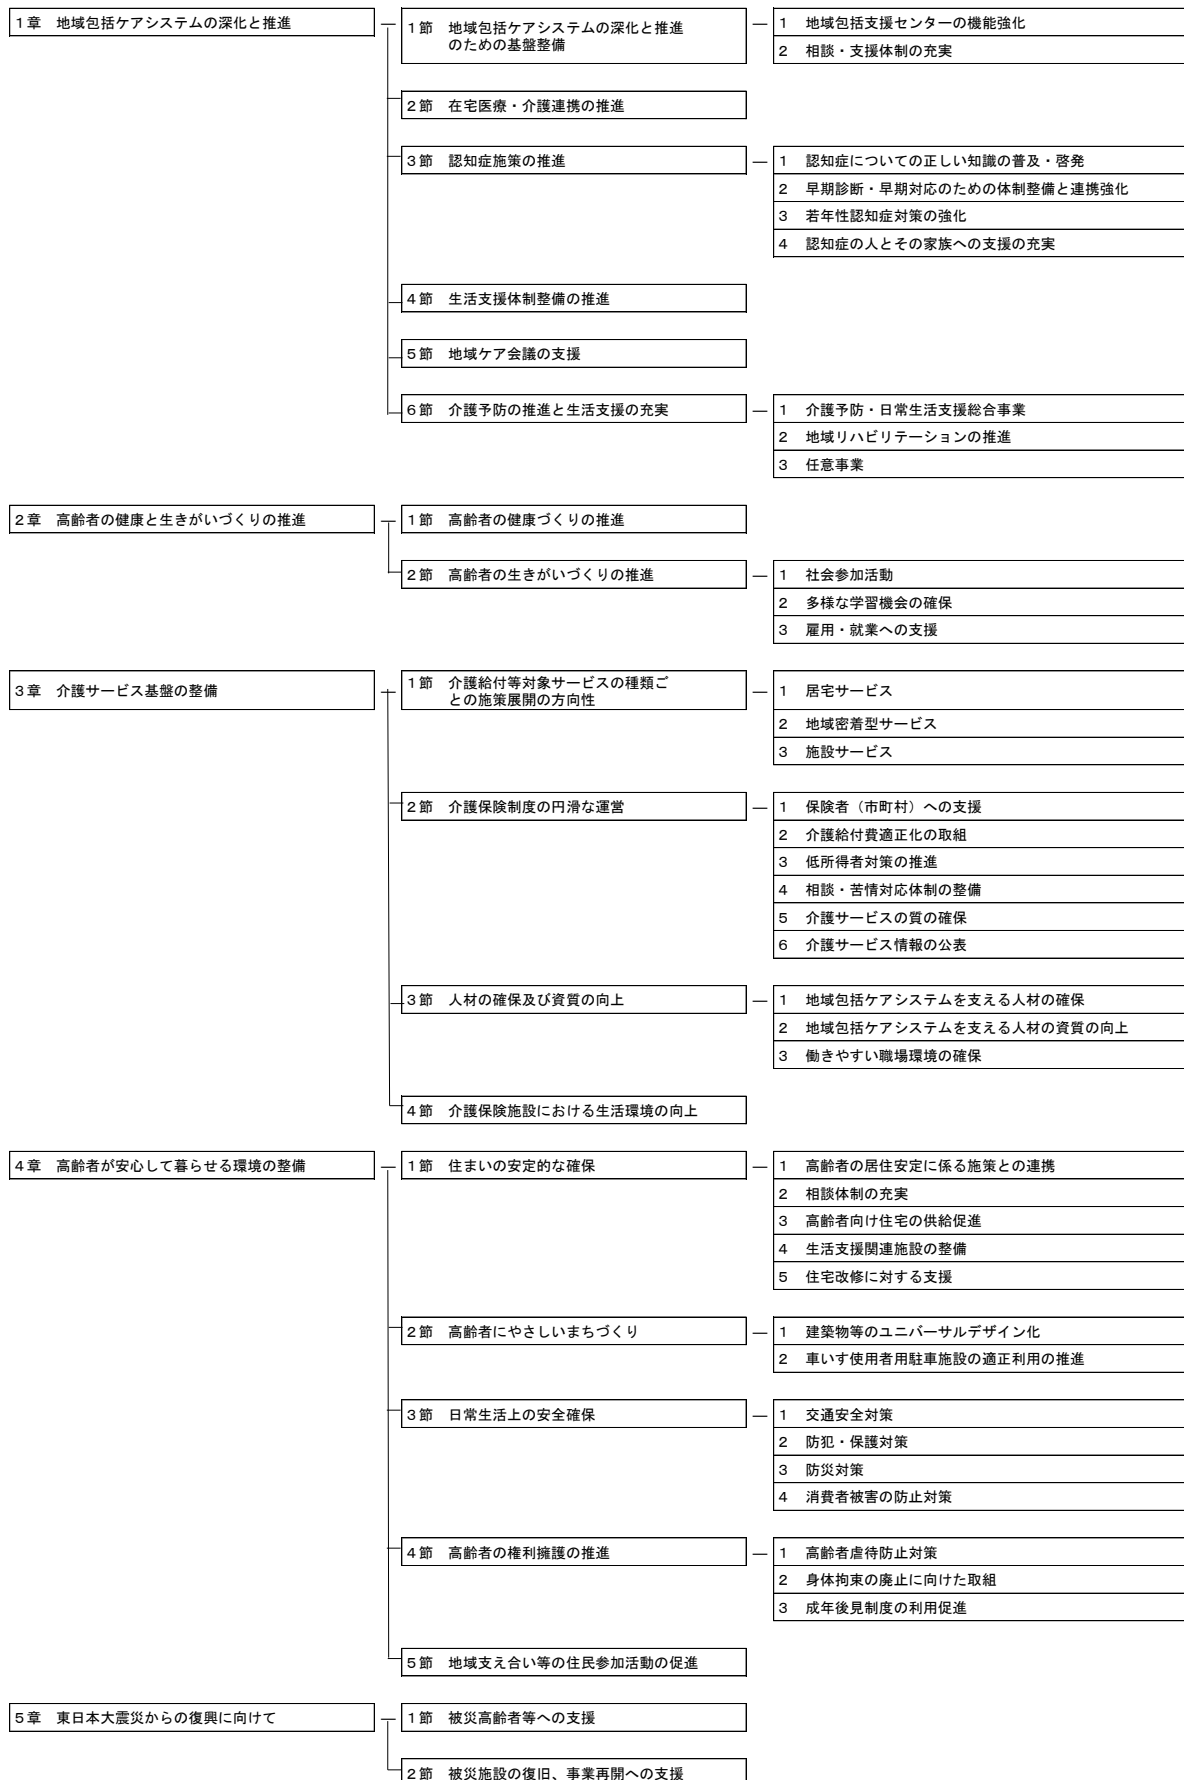 1章 地域包括ケアシステムの深化と推進
1節 地域包括ケアシステムの深化と推進
のための基盤整備
1 地域包括支援センターの機能強化
2 相談・支援体制の充実
2節 在宅医療・介護連携の推進
3節 認知症施策の推進
1 認知症についての正しい知識の普及・啓発
2 早期診断・早期対応のための体制整備と連携強化
3 若年性認知症対策の強化
4 認知症の人とその家族への支援の充実
4節 生活支援体制整備の推進
5節 地域ケア会議の支援
6節 介護予防の推進と生活支援の充実
1 介護予防・日常生活支援総合事業
2 地域リハビリテーションの推進
3 任意事業
2章 高齢者の健康と生きがいづくりの推進
1節 高齢者の健康づくりの推進
2節 高齢者の生きがいづくりの推進
1 社会参加活動
2 多様な学習機会の確保
3 雇用・就業への支援
3章 介護サービス基盤の整備
1節 介護給付等対象サービスの種類ご
との施策展開の方向性
1 居宅サービス
2 地域密着型サービス
3 施設サービス
2節 介護保険制度の円滑な運営
1 保険者（市町村）への支援
2 介護給付費適正化の取組
3 低所得者対策の推進
4 相談・苦情対応体制の整備
5 介護サービスの質の確保
6 介護サービス情報の公表
3節 人材の確保及び資質の向上
1 地域包括ケアシステムを支える人材の確保
2 地域包括ケアシステムを支える人材の資質の向上
3 働きやすい職場環境の確保
4節 介護保険施設における生活環境の向上
4章 高齢者が安心して暮らせる環境の整備
1節 住まいの安定的な確保
1 高齢者の居住安定に係る施策との連携
2 相談体制の充実
3 高齢者向け住宅の供給促進
4 生活支援関連施設の整備
5 住宅改修に対する支援
2節 高齢者にやさしいまちづくり
1 建築物等のユニバーサルデザイン化
2 車いす使用者用駐車施設の適正利用の推進
3節 日常生活上の安全確保
1 交通安全対策
2 防犯・保護対策
3 防災対策
4 消費者被害の防止対策
4節 高齢者の権利擁護の推進
1 高齢者虐待防止対策
2 身体拘束の廃止に向けた取組
3 成年後見制度の利用促進
5節 地域支え合い等の住民参加活動の促進
5章 東日本大震災からの復興に向けて
1節 被災高齢者等への支援
2節 被災施設の復旧、事業再開への支援